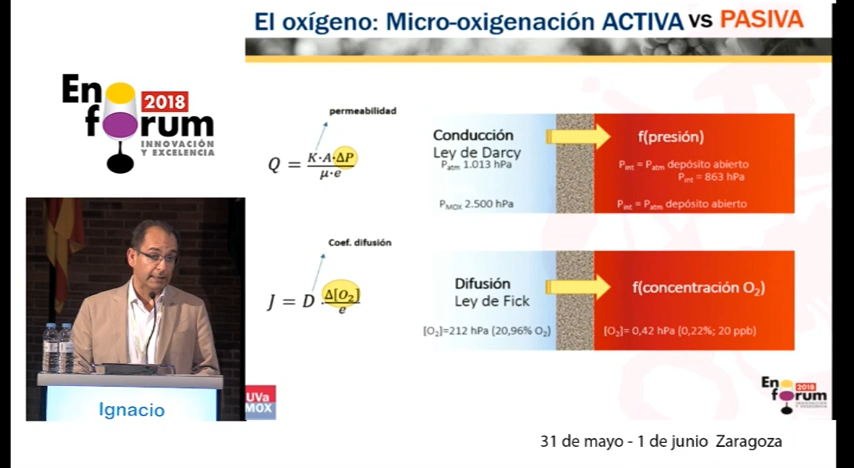 El oxígeno: Micro-oxigenación ACTIVA vs PASIVA
En
2018
fOrum
INNOVACIÓN
Y EXCELENCIA
permeabilidad
Q = K·A·ΔP / μ·e
Conducción
Ley de Darcy
Patm 1.013 hPa
PMOX 2.500 hPa
f(presión)
Pint = Patm depósito abierto
Pint = 863 hPa
Pint = Patm depósito abierto
Coef. difusión
J = D · Δ[O2] / e
Difusión
Ley de Fick
[O2]=212 hPa (20,96% O2)
f(concentración O2)
[O2]= 0,42 hPa (0,22%; 20 ppb)
Ignacio
UVa
MOX
En
2018
fOrum
31 de mayo - 1 de junio Zaragoza